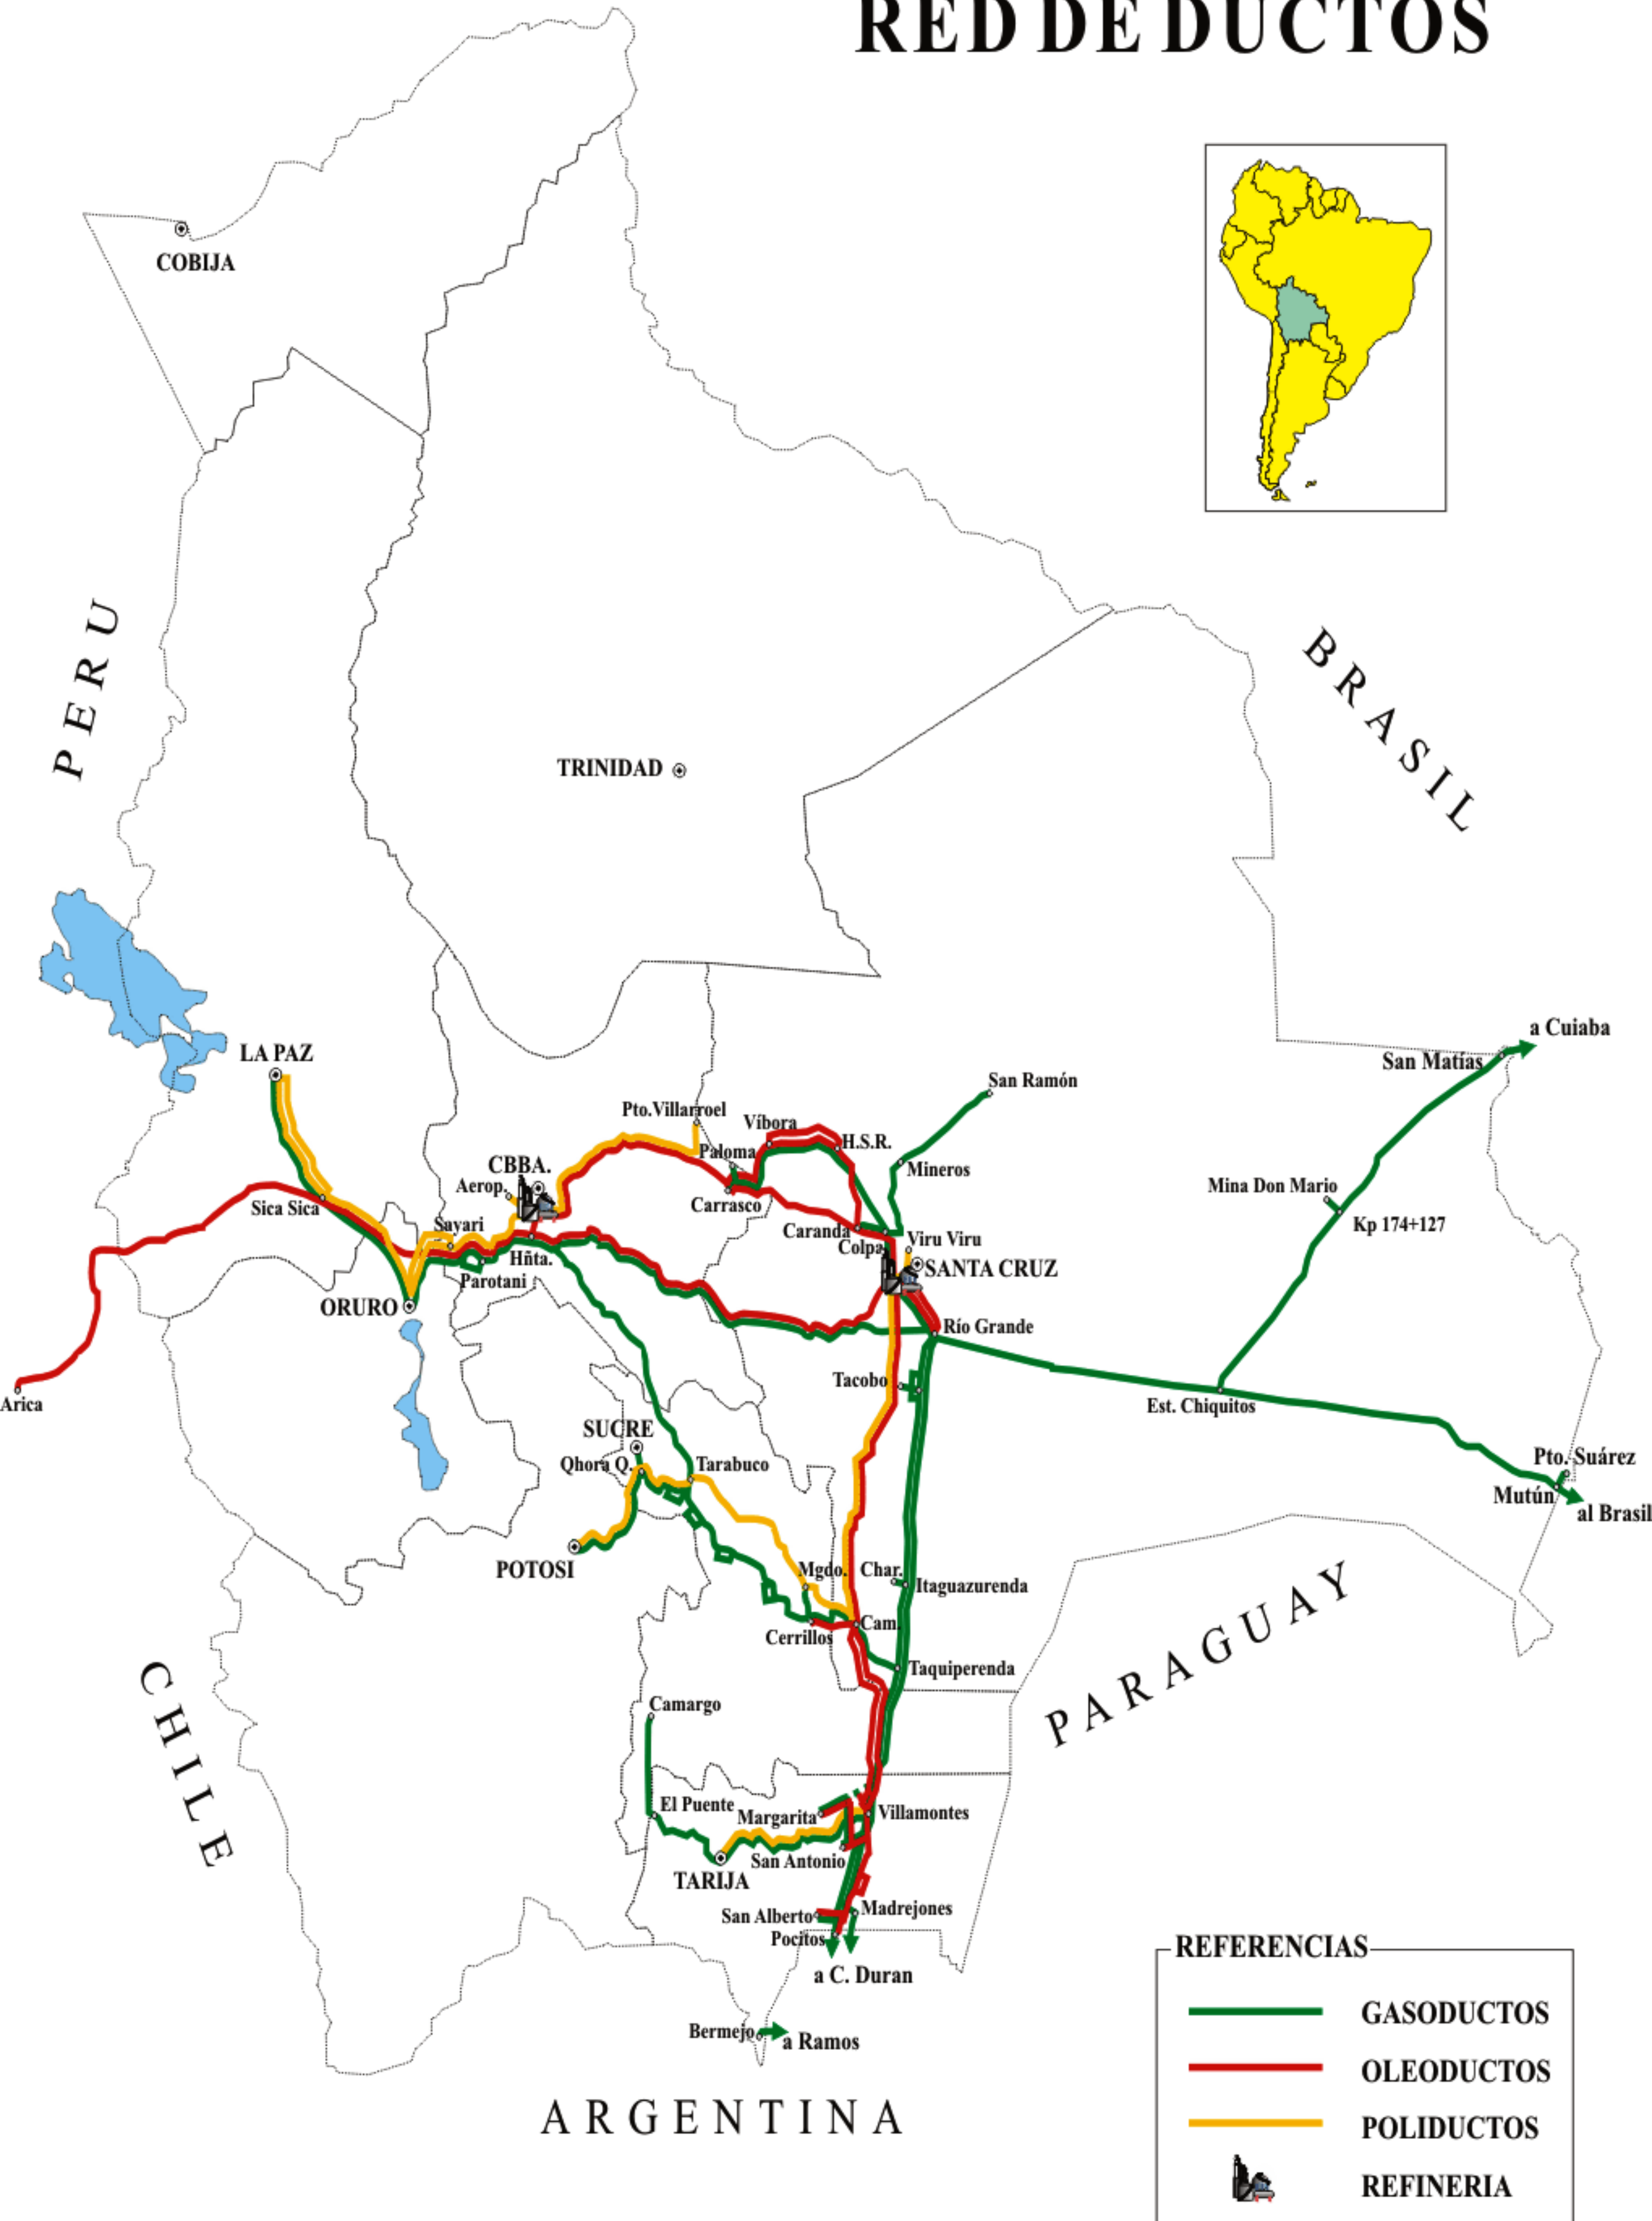 RED DE DUCTOS
COBIJA
PERU
BRASIL
TRINIDAD
a Cuiaba
San Matías
LA PAZ
San Ramón
Pto.Villarroel
Víbora
H.S.R.
Paloma
Mineros
CBBA.
Aerop.
Mina Don Mario
Carrasco
Sica Sica
Kp 174+127
Sayari
Caranda
Viru Viru
Colpa
Hñta.
SANTA CRUZ
Parotani
ORURO
Río Grande
Tacobo
Arica
Est. Chiquitos
SUCRE
Pto. Suárez
Qhora Q.
Tarabuco
Mutún
al Brasil
POTOSI
Mgdo.
Char.
Itaguazurenda
Cam.
Cerrillos
Taquiperenda
PARAGUAY
CHILE
Camargo
El Puente
Margarita
Villamontes
San Antonio
TARIJA
San Alberto
Madrejones
Pocitos
a C. Duran
REFERENCIAS
GASODUCTOS
Bermejo
a Ramos
OLEODUCTOS
ARGENTINA
POLIDUCTOS
REFINERIA